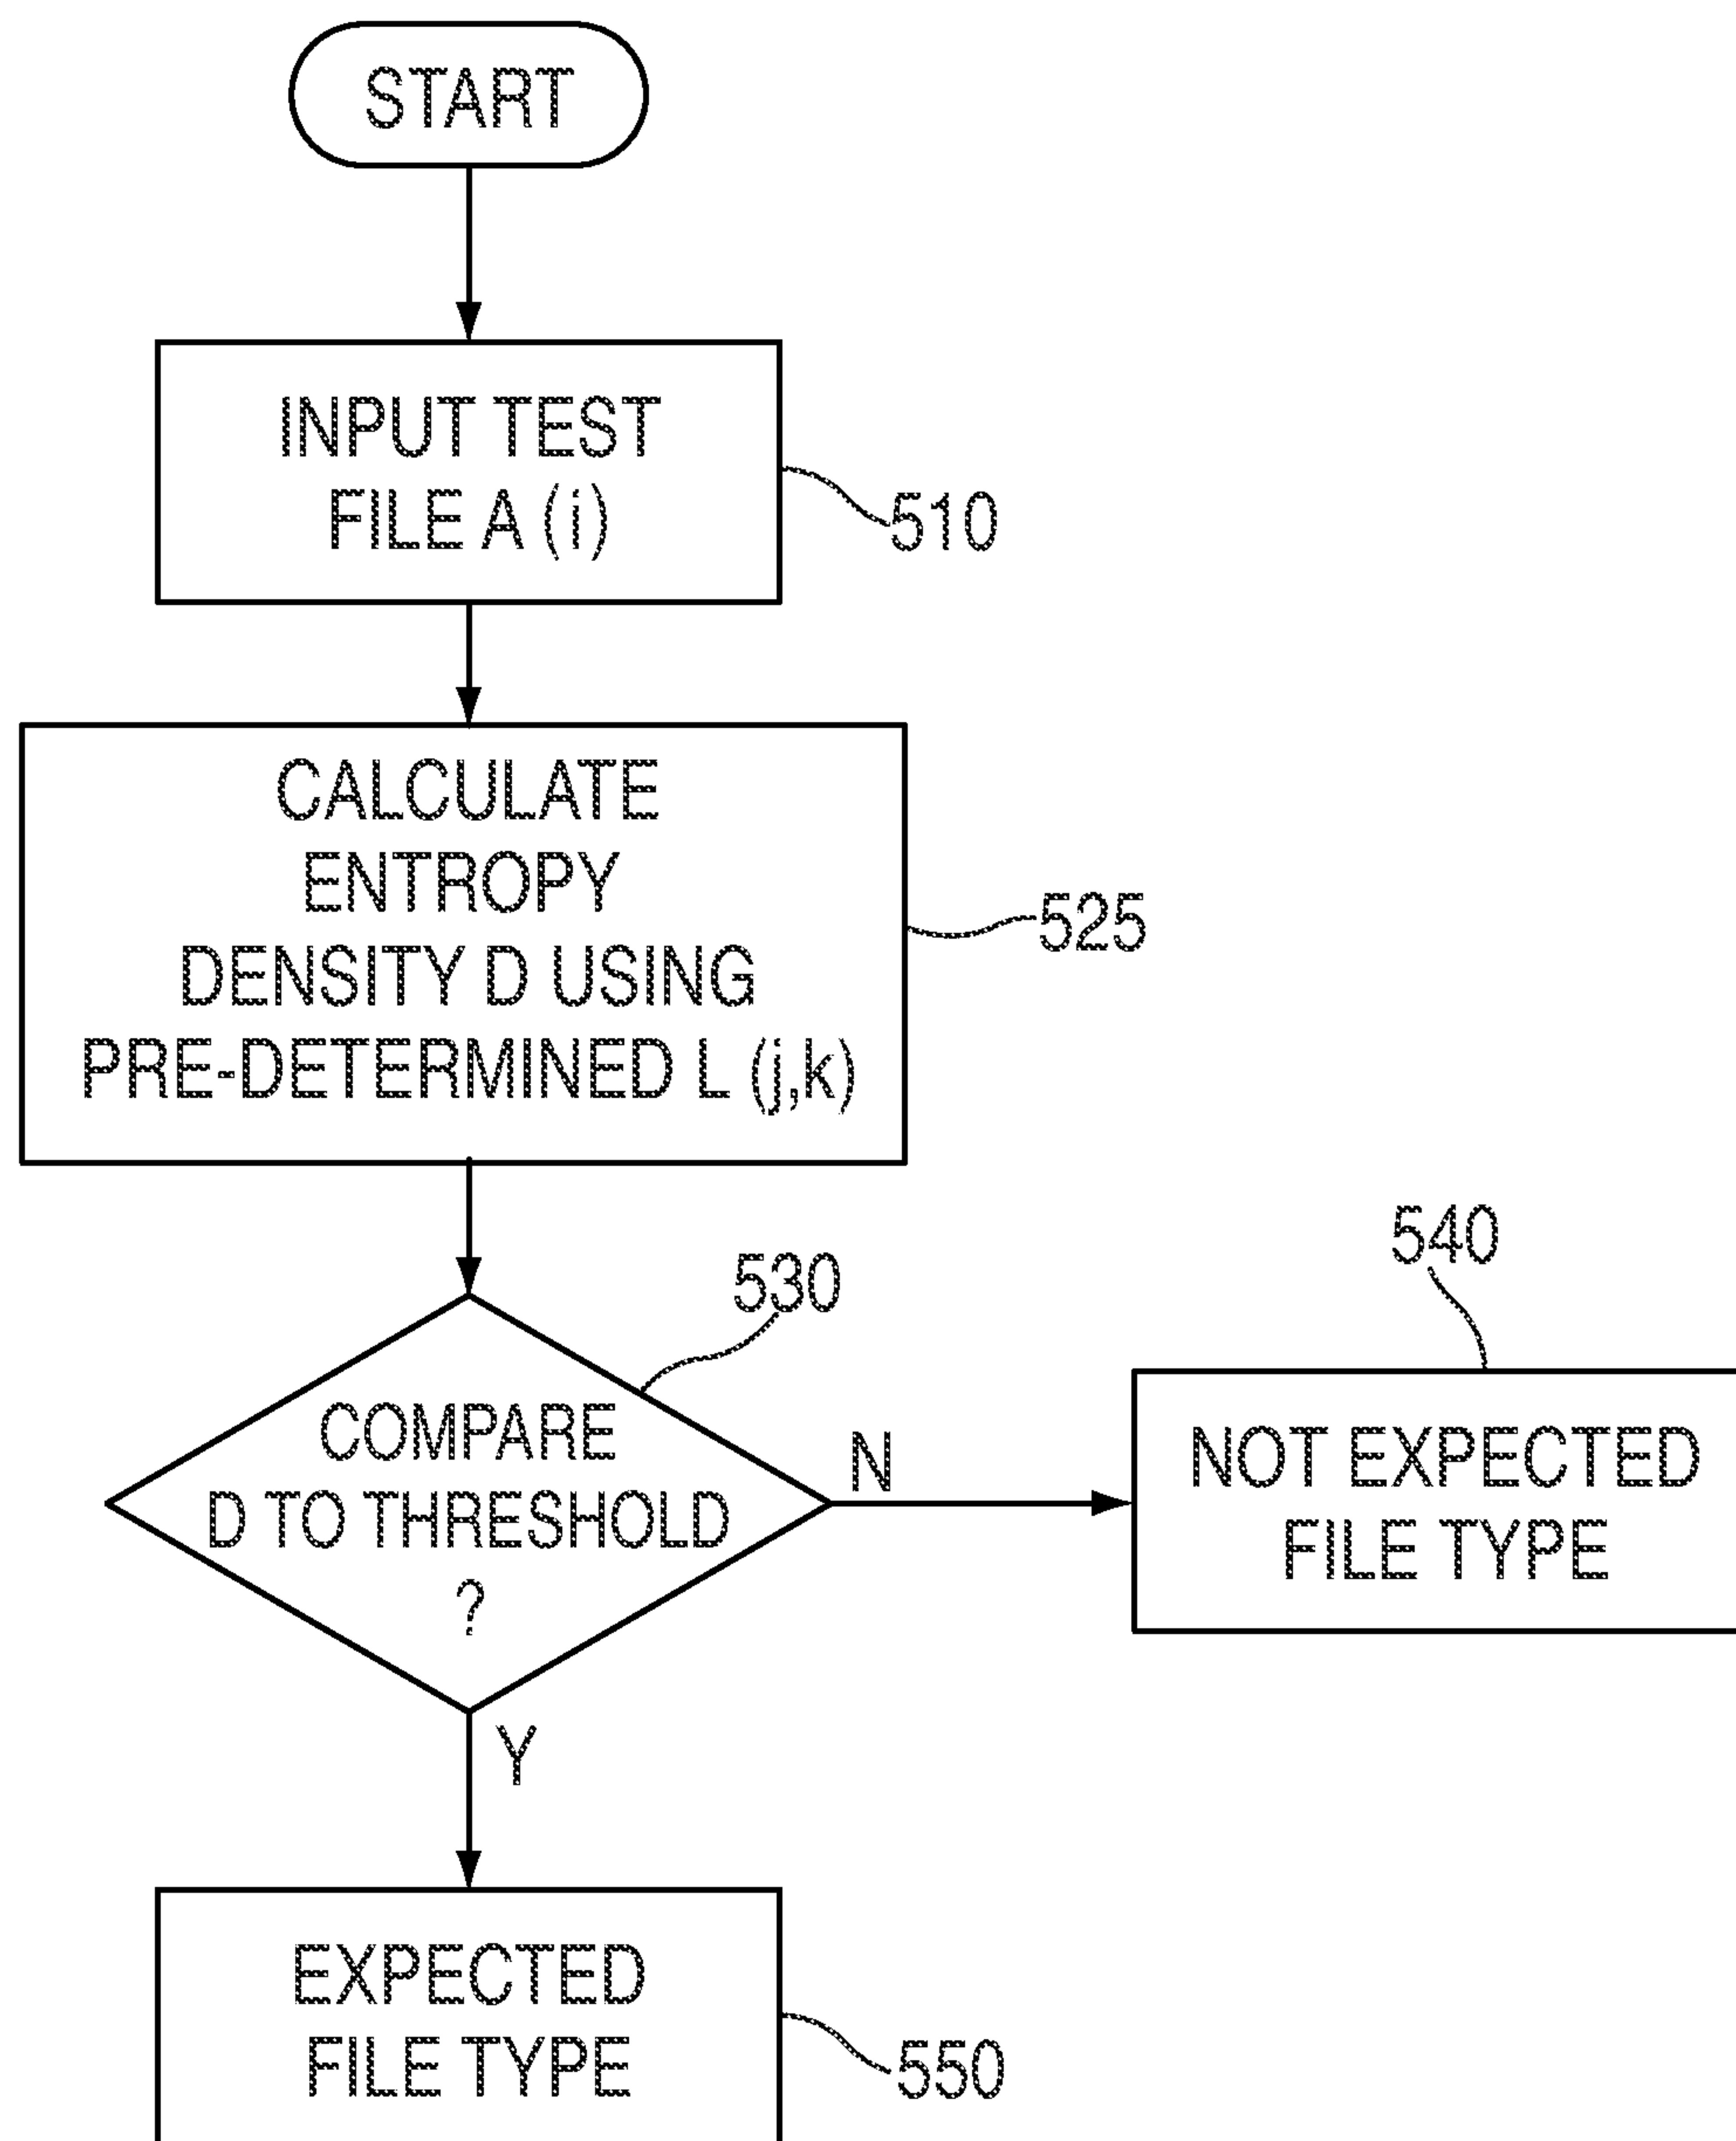 START
INPUT TEST
FILE A (i)
510
CALCULATE
ENTROPY
DENSITY D USING
PRE-DETERMINED L (j,k)
525
530
COMPARE
D TO THRESHOLD
?
N
540
NOT EXPECTED
FILE TYPE
Y
EXPECTED
FILE TYPE
550